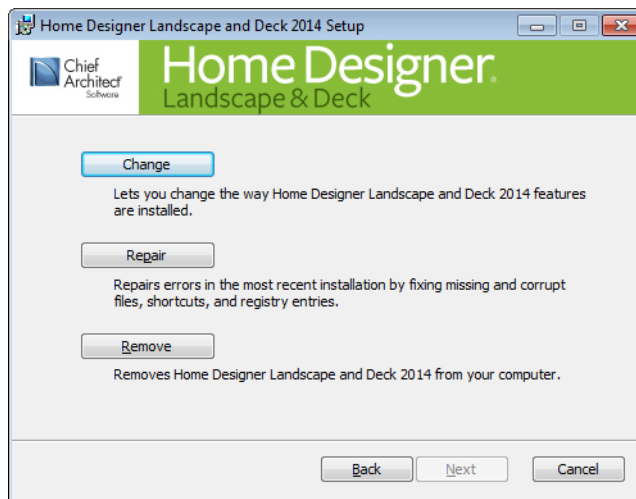 Home Designer Landscape and Deck 2014 Setup
Chief
Architect
Software
Home Designer
Landscape & Deck
Change
Lets you change the way Home Designer Landscape and Deck 2014 features
are installed.
Repair
Repairs errors in the most recent installation by fixing missing and corrupt
files, shortcuts, and registry entries.
Remove
Removes Home Designer Landscape and Deck 2014 from your computer.
Back Next Cancel